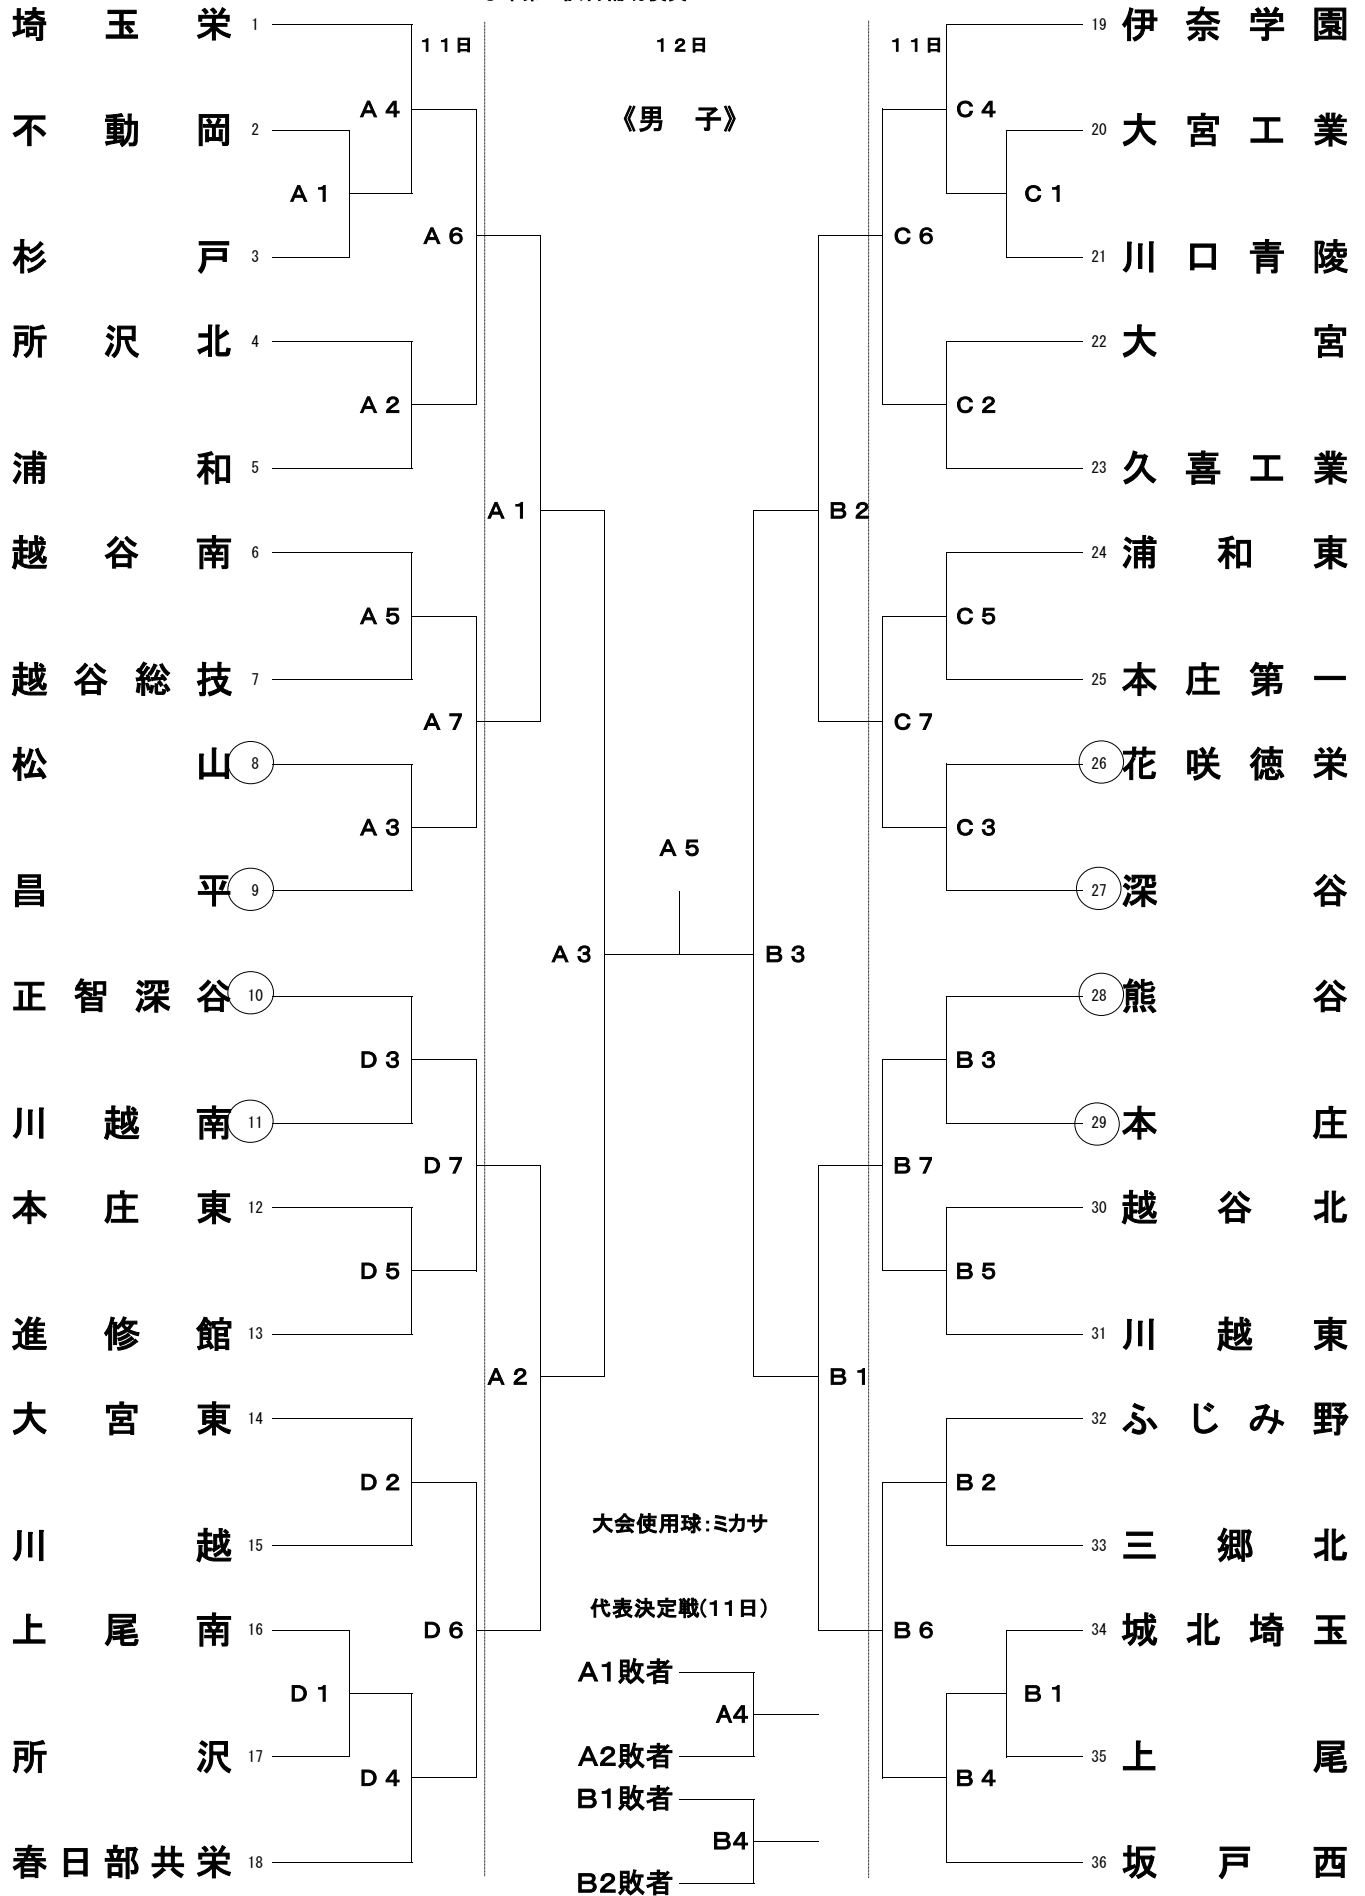 埼玉栄 1
不動岡 2
杉戸 3
所沢北 4
浦和 5
越谷南 6
越谷総技 7
松山 8
昌平 9
正智深谷 10
川越南 11
本庄東 12
進修館 13
大宮東 14
川越 15
上尾南 16
所沢 17
春日部共栄 18
11日
A4
A1
A6
A2
A5
A7
A3
D3
D7
D5
D2
D6
D1
D4
12日
《男 子》
A1
A3
A2
A5
B2
B3
B1
大会使用球：ミカサ
代表決定戦(11日)
A1敗者
A4
A2敗者
B1敗者
B4
B2敗者
11日
C4
C1
C6
C2
C5
C7
C3
B3
B7
B5
B2
B6
B1
B4
19 伊奈学園
20 大宮工業
21 川口青陵
22 大宮
23 久喜工業
24 浦和東
25 本庄第一
26 花咲徳栄
27 深谷
28 熊谷
29 本庄
30 越谷北
31 川越東
32 ふじみ野
33 三郷北
34 城北埼玉
35 上尾
36 坂戸西